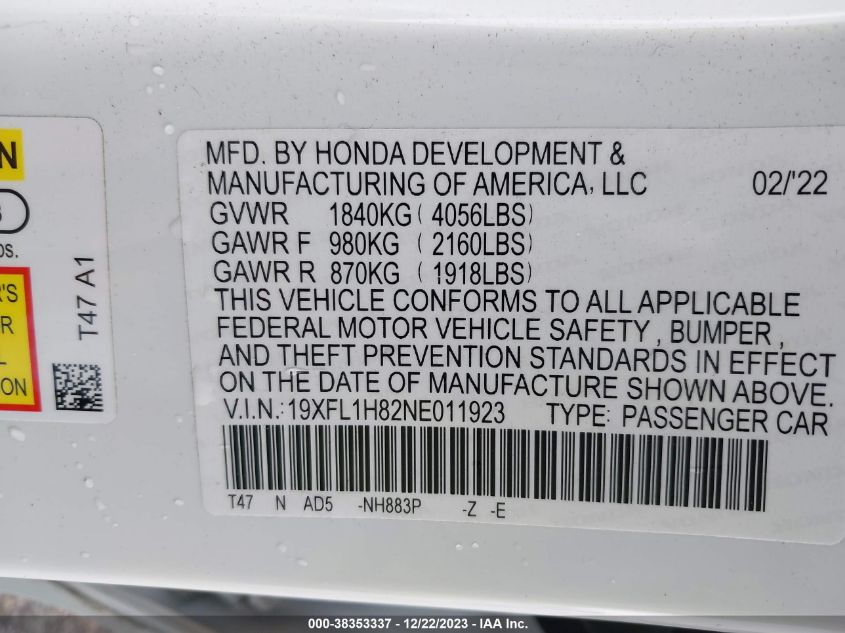 N
3
OS.
R'S
R
L
ON
T47 A1
MFD. BY HONDA DEVELOPMENT &
MANUFACTURING OF AMERICA, LLC 02/'22
GVWR 1840KG ( 4056LBS)
GAWR F 980KG ( 2160LBS)
GAWR R 870KG ( 1918LBS)
THIS VEHICLE CONFORMS TO ALL APPLICABLE
FEDERAL MOTOR VEHICLE SAFETY , BUMPER ,
AND THEFT PREVENTION STANDARDS IN EFFECT
ON THE DATE OF MANUFACTURE SHOWN ABOVE.
V.I.N.: 19XFL1H82NE011923 TYPE: PASSENGER CAR
T47 N AD5 -NH883P -Z -E
000-38353337 - 12/22/2023 - IAA, Inc.